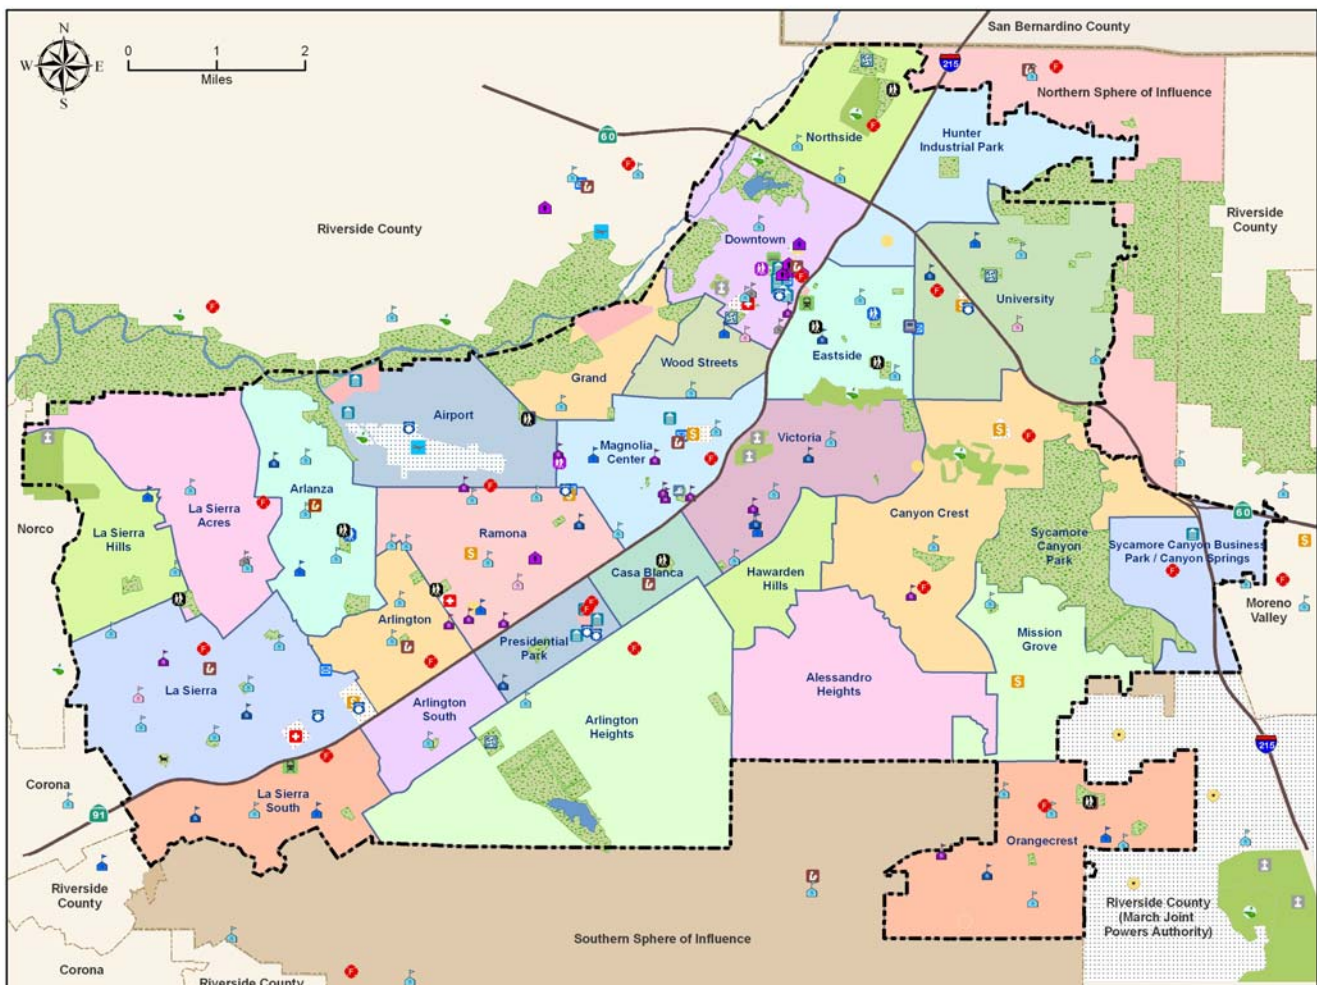 San Bernardino County
N
W E
S
0 1 2
Miles
215
Northern Sphere of Influence
60
Northside
Hunter
Industrial Park
Riverside County
Riverside
County
Downtown
University
Wood Streets
Eastside
Grand
Airport
Magnolia
Center
Victoria
Arlanza
La Sierra
Acres
Norco
La Sierra
Hills
Ramona
Canyon Crest
60
Sycamore
Canyon
Park
Sycamore Canyon Business
Park / Canyon Springs
Casa Blanca
Hawarden
Hills
Moreno
Valley
Arlington
Presidential
Park
Mission
Grove
La Sierra
Alessandro
Heights
Arlington
South
Arlington
Heights
215
Corona
La Sierra
South
91
Orangecrest
Riverside
County
Riverside County
(March Joint
Powers Authority)
Southern Sphere of Influence
Corona
Riverside County